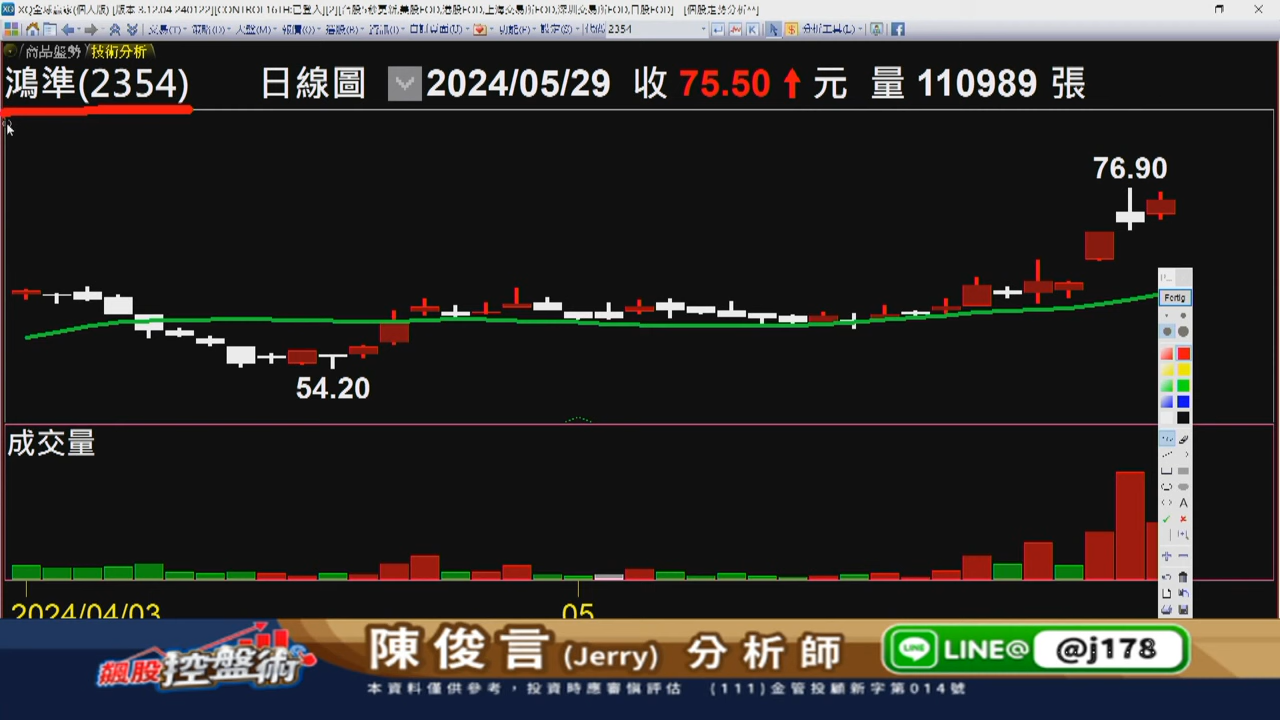 商品盤勢 技術分析
鴻準(2354) 日線圖 2024/05/29 收 75.50 元 量 110989 張
76.90
54.20
Fertig
成交量
2024/04/03 05
飆股控盤術
陳俊言 (Jerry) 分析師
LINE@ @j178
本資料僅供參考，投資時應審慎評估 (111)金管投顧新字第014號